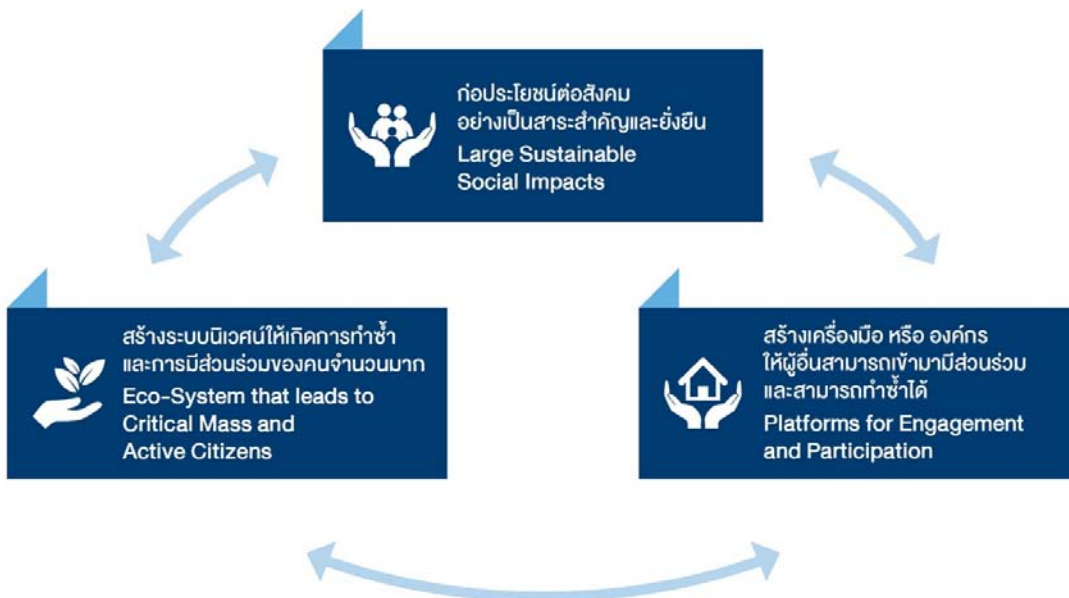 ก่อประโยชน์ต่อสังคม
อย่างเป็นสาระสำคัญและยั่งยืน
Large Sustainable
Social Impacts
สร้างระบบนิเวศน์ให้เกิดการทำซ้ำ
และการมีส่วนร่วมของคนจำนวนมาก
Eco-System that leads to
Critical Mass and
Active Citizens
สร้างเครื่องมือ หรือ องค์กร
ให้ผู้อื่นสามารถเข้ามามีส่วนร่วม
และสามารถทำซ้ำได้
Platforms for Engagement
and Participation